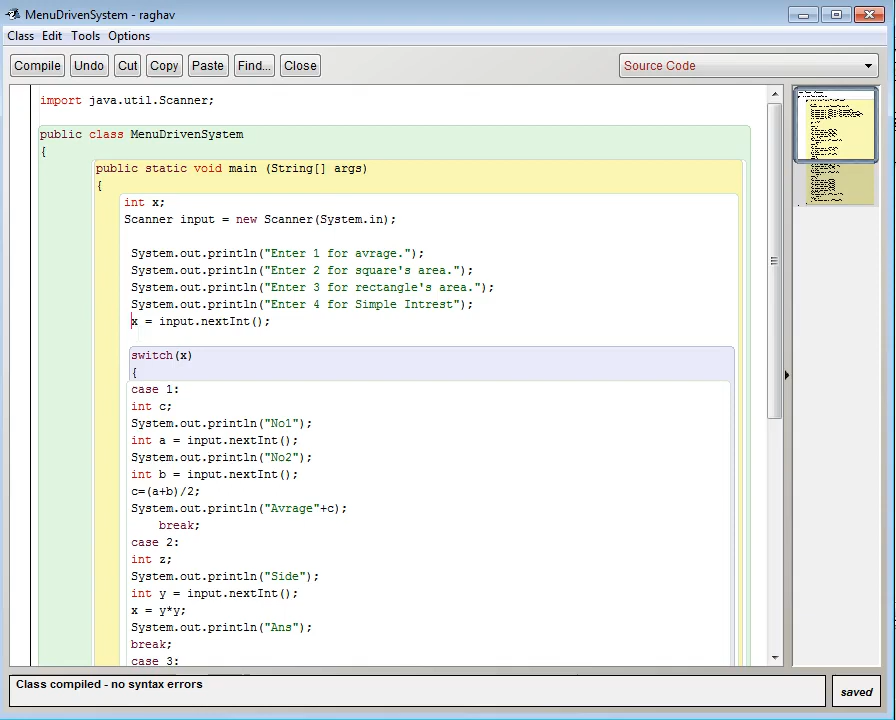 MenuDrivenSystem - raghav
Class Edit Tools Options
Compile Undo Cut Copy Paste Find... Close Source Code
import java.util.Scanner;
public class MenuDrivenSystem
{
public static void main (String[] args)
{
int x;
Scanner input = new Scanner(System.in);
System.out.println("Enter 1 for avrage.");
System.out.println("Enter 2 for square's area.");
System.out.println("Enter 3 for rectangle's area.");
System.out.println("Enter 4 for Simple Intrest");
x = input.nextInt();
switch(x)
{
case 1:
int c;
System.out.println("No1");
int a = input.nextInt();
System.out.println("No2");
int b = input.nextInt();
c=(a+b)/2;
System.out.println("Avrage"+c);
break;
case 2:
int z;
System.out.println("Side");
int y = input.nextInt();
x = y*y;
System.out.println("Ans");
break;
case 3:
Class compiled - no syntax errors
saved